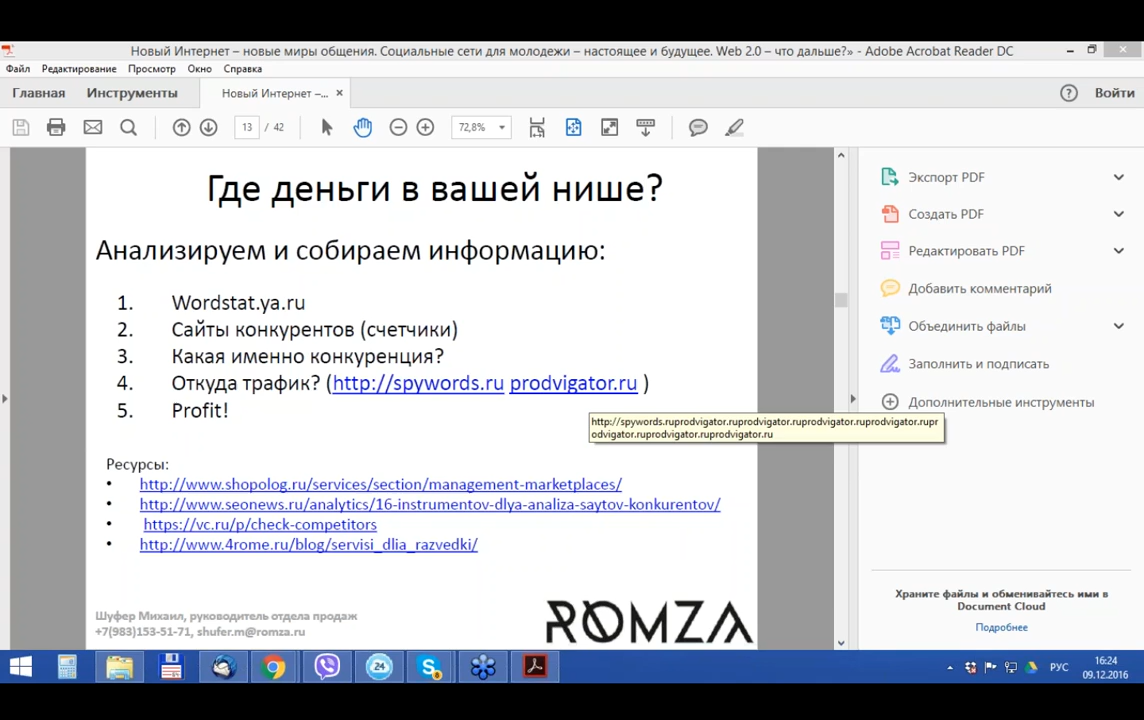 Новый Интернет – новые миры общения. Социальные сети для молодежи – настоящее и будущее. Web 2.0 – что дальше?» - Adobe Acrobat Reader DC
Файл Редактирование Просмотр Окно Справка
Главная Инструменты Новый Интернет –... × Войти
13 / 42 72,8%
Где деньги в вашей нише?
Анализируем и собираем информацию:
1. Wordstat.ya.ru
2. Сайты конкурентов (счетчики)
3. Какая именно конкуренция?
4. Откуда трафик? (http://spywords.ru prodvigator.ru )
5. Profit!
http://spywords.ruprodvigator.ruprodvigator.ruprodvigator.ruprodvigator.rupr
odvigator.ruprodvigator.ruprodvigator.ru
Ресурсы:
• http://www.shopolog.ru/services/section/management-marketplaces/
• http://www.seonews.ru/analytics/16-instrumentov-dlya-analiza-saytov-konkurentov/
• https://vc.ru/p/check-competitors
• http://www.4rome.ru/blog/servisi_dlia_razvedki/
Шуфер Михаил, руководитель отдела продаж
+7(983)153-51-71, shufer.m@romza.ru
ROMZA
Экспорт PDF
Создать PDF
Редактировать PDF
Добавить комментарий
Объединить файлы
Заполнить и подписать
Дополнительные инструменты
Храните файлы и обменивайтесь ими в
Document Cloud
Подробнее
24
РУС
16:24
09.12.2016